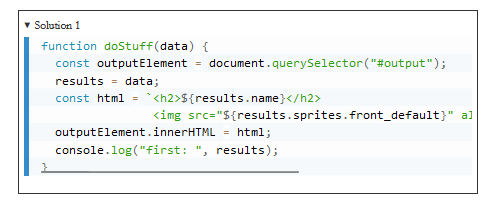 ▼ Solution 1
function doStuff(data) {
  const outputElement = document.querySelector("#output");
  results = data;
  const html = `<h2>${results.name}</h2>
                <img src="${results.sprites.front_default}" al
  outputElement.innerHTML = html;
  console.log("first: ", results);
}